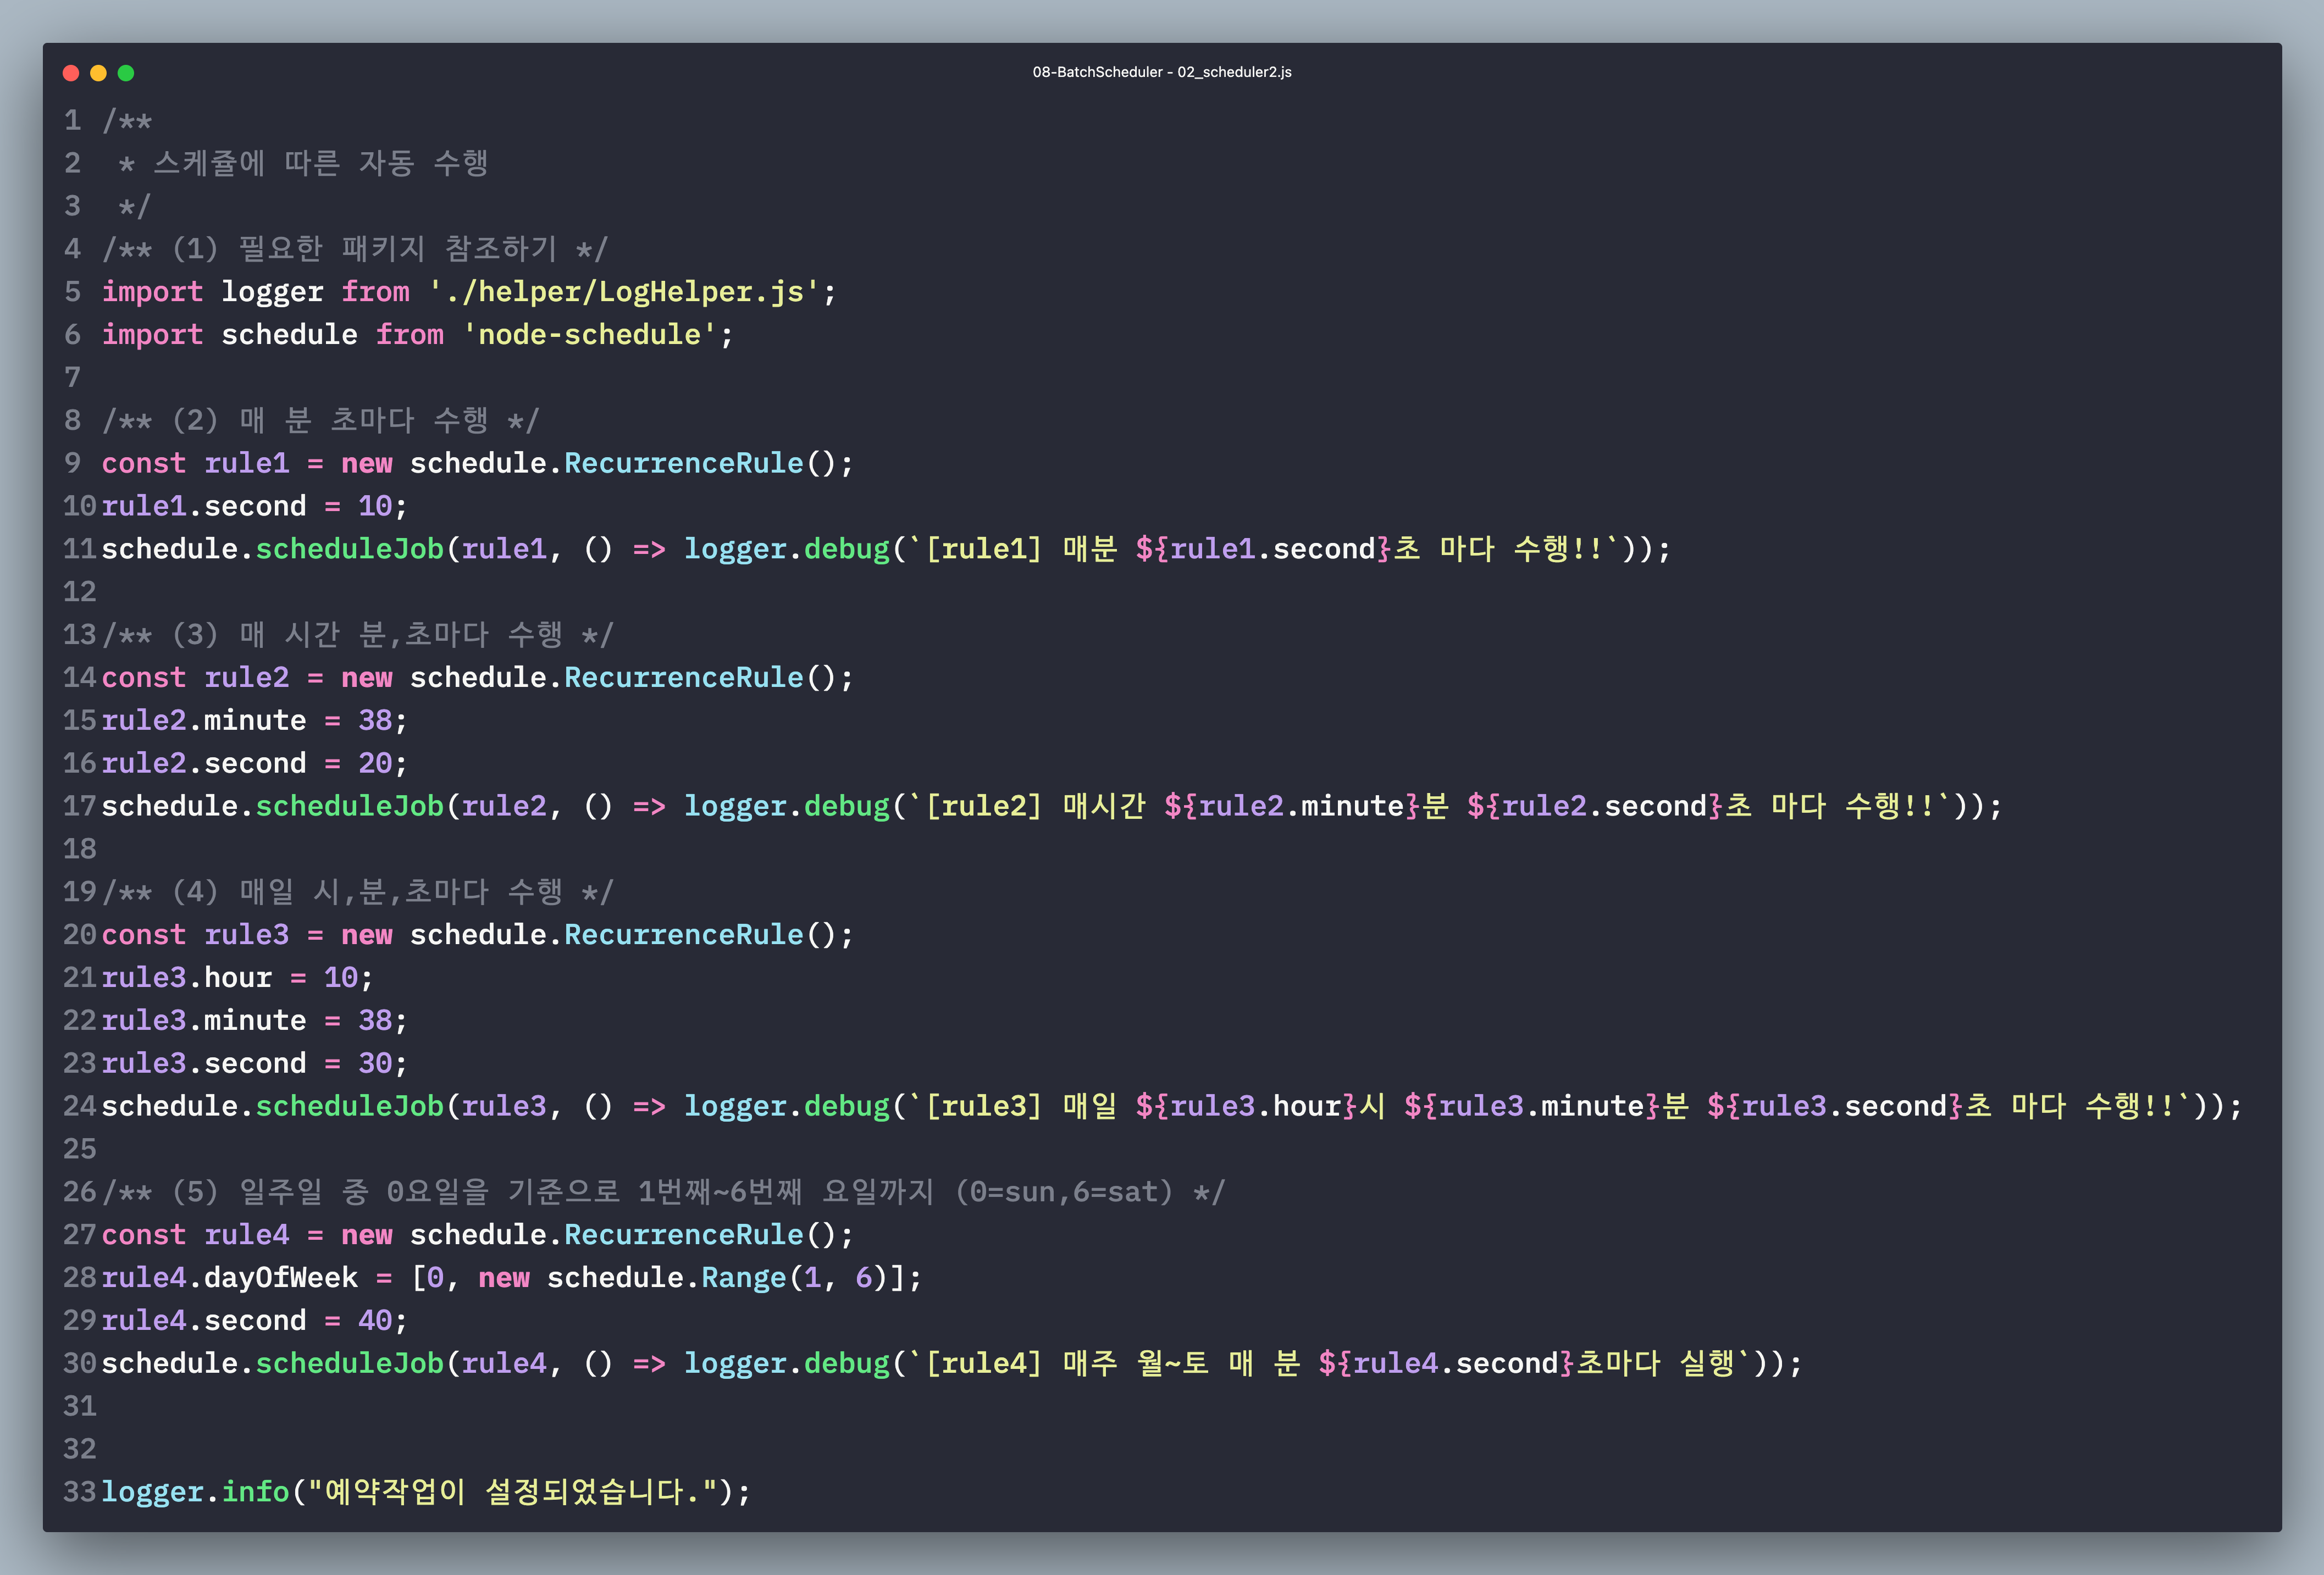 08-BatchScheduler - 02_scheduler2.js
1 /**
2  * 스케쥴에 따른 자동 수행
3  */
4 /** (1) 필요한 패키지 참조하기 */
5 import logger from './helper/LogHelper.js';
6 import schedule from 'node-schedule';
7
8 /** (2) 매 분 초마다 수행 */
9 const rule1 = new schedule.RecurrenceRule();
10 rule1.second = 10;
11 schedule.scheduleJob(rule1, () => logger.debug(`[rule1] 매분 ${rule1.second}초 마다 수행!!`));
12
13 /** (3) 매 시간 분,초마다 수행 */
14 const rule2 = new schedule.RecurrenceRule();
15 rule2.minute = 38;
16 rule2.second = 20;
17 schedule.scheduleJob(rule2, () => logger.debug(`[rule2] 매시간 ${rule2.minute}분 ${rule2.second}초 마다 수행!!`));
18
19 /** (4) 매일 시,분,초마다 수행 */
20 const rule3 = new schedule.RecurrenceRule();
21 rule3.hour = 10;
22 rule3.minute = 38;
23 rule3.second = 30;
24 schedule.scheduleJob(rule3, () => logger.debug(`[rule3] 매일 ${rule3.hour}시 ${rule3.minute}분 ${rule3.second}초 마다 수행!!`));
25
26 /** (5) 일주일 중 0요일을 기준으로 1번째~6번째 요일까지 (0=sun,6=sat) */
27 const rule4 = new schedule.RecurrenceRule();
28 rule4.dayOfWeek = [0, new schedule.Range(1, 6)];
29 rule4.second = 40;
30 schedule.scheduleJob(rule4, () => logger.debug(`[rule4] 매주 월~토 매 분 ${rule4.second}초마다 실행`));
31
32
33 logger.info("예약작업이 설정되었습니다.");